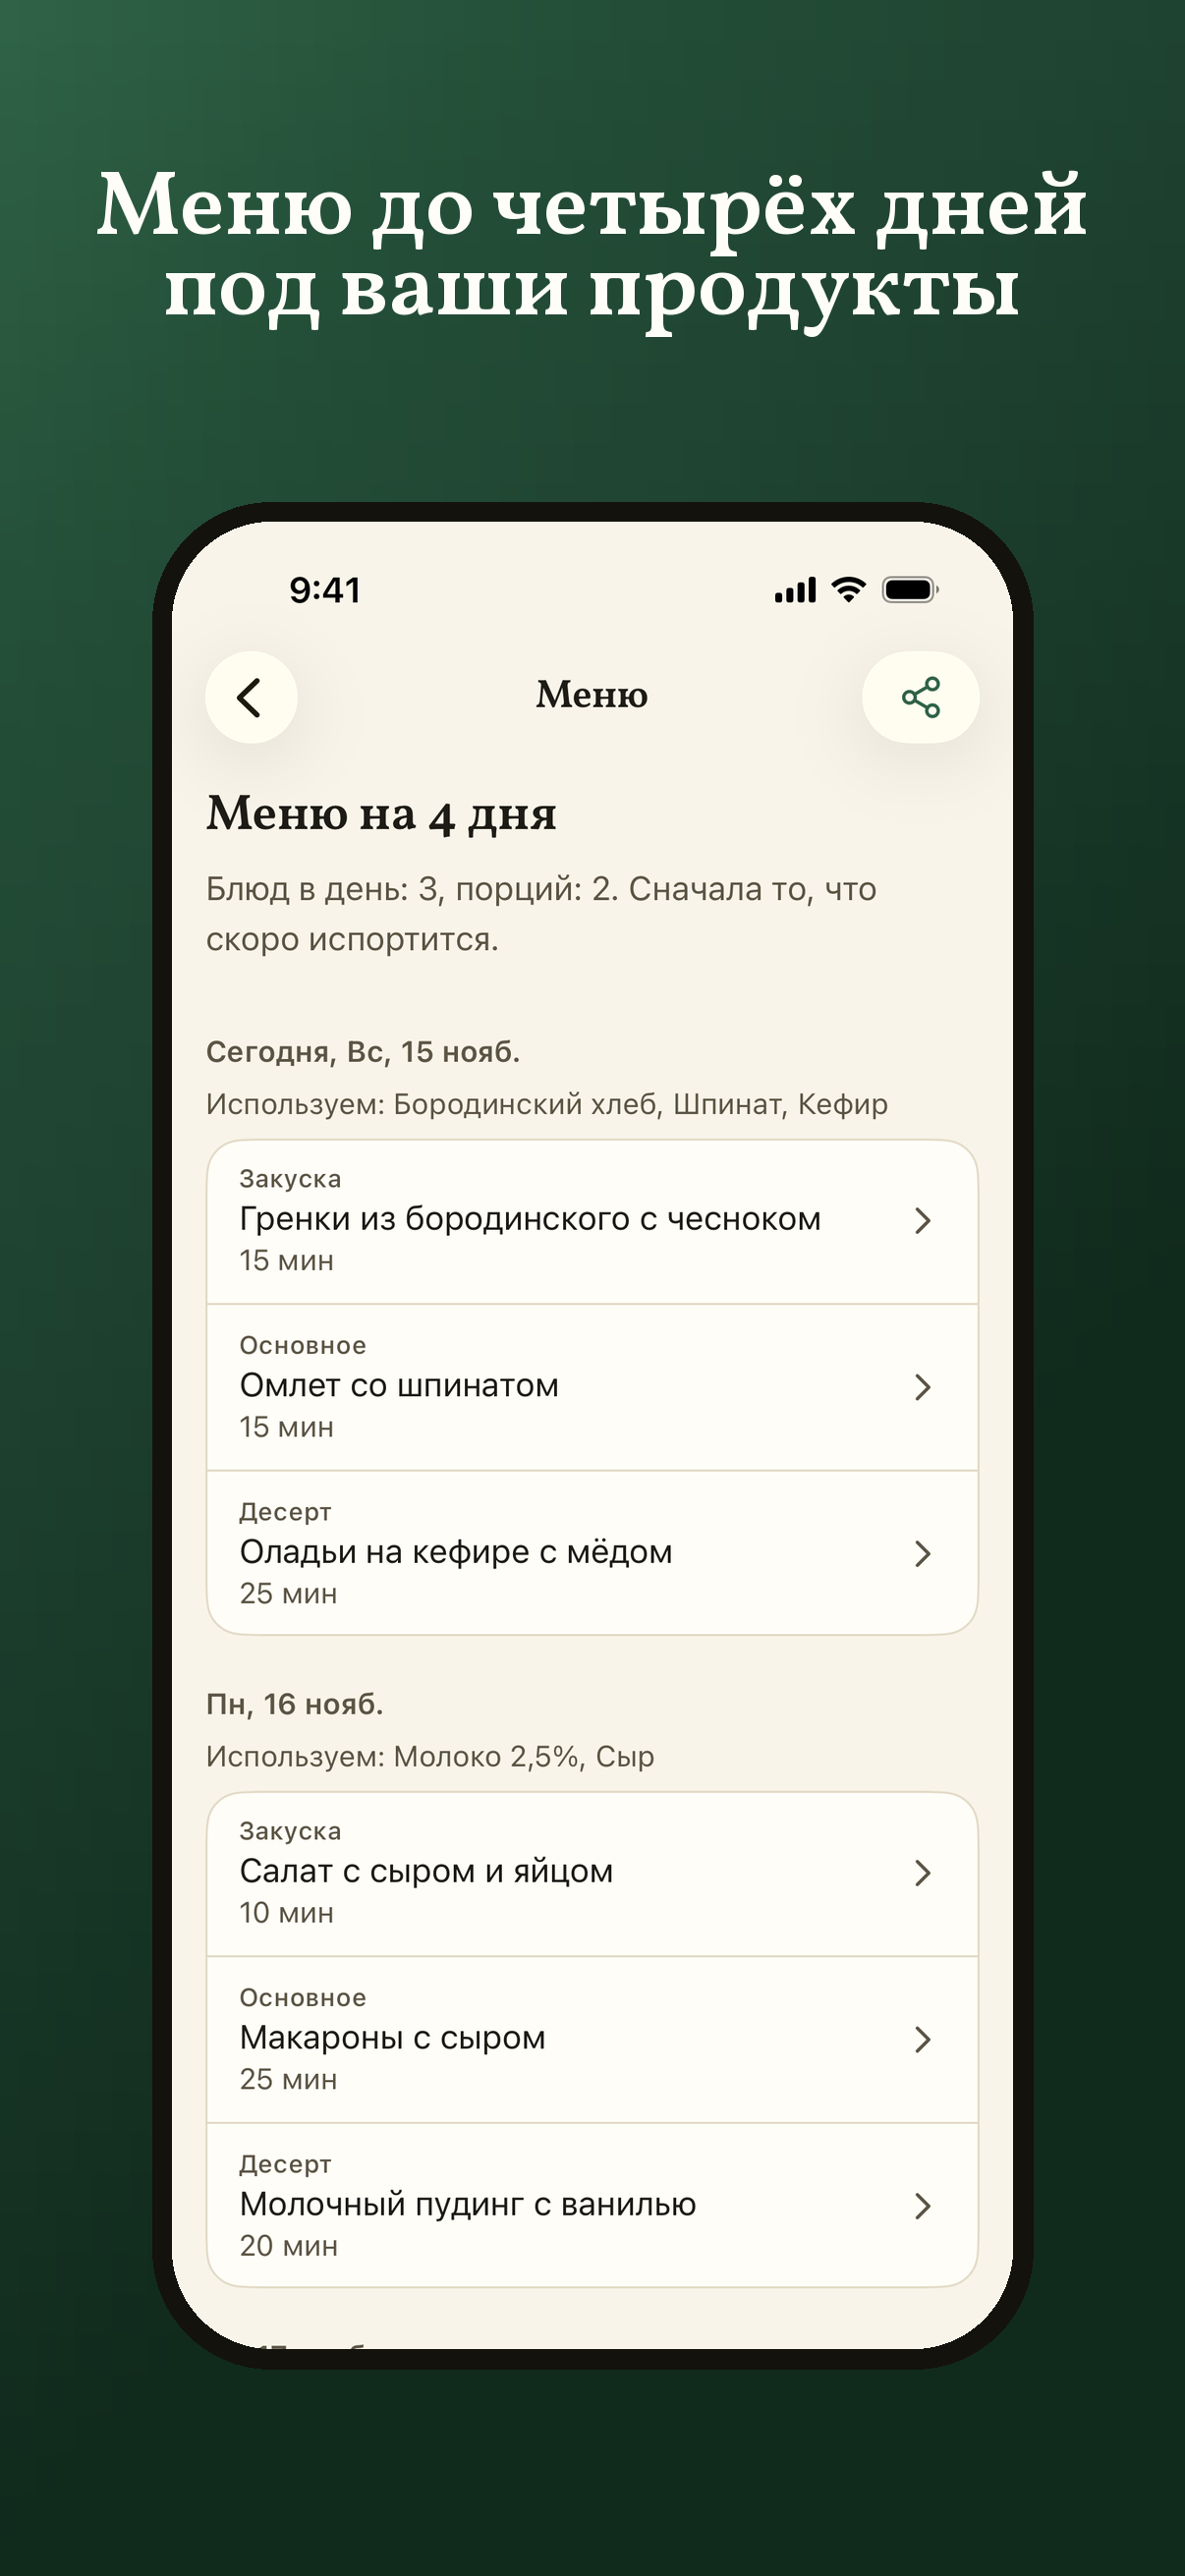 Меню до четырёх дней
под ваши продукты
9:41
Меню
Меню на 4 дня
Блюд в день: 3, порций: 2. Сначала то, что
скоро испортится.
Сегодня, Вс, 15 нояб.
Используем: Бородинский хлеб, Шпинат, Кефир
Закуска
Гренки из бородинского с чесноком
15 мин
Основное
Омлет со шпинатом
15 мин
Десерт
Оладьи на кефире с мёдом
25 мин
Пн, 16 нояб.
Используем: Молоко 2,5%, Сыр
Закуска
Салат с сыром и яйцом
10 мин
Основное
Макароны с сыром
25 мин
Десерт
Молочный пудинг с ванилью
20 мин